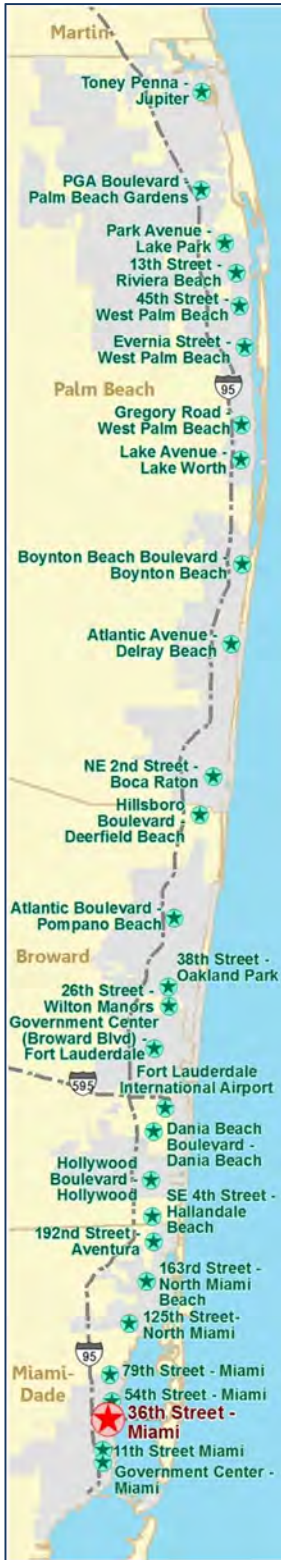 Martin
Toney Penna -
Jupiter
PGA Boulevard -
Palm Beach Gardens
Park Avenue -
Lake Park
13th Street -
Riviera Beach
45th Street -
West Palm Beach
Evernia Street -
West Palm Beach
Palm Beach
95
Gregory Road -
West Palm Beach
Lake Avenue -
Lake Worth
Boynton Beach Boulevard -
Boynton Beach
Atlantic Avenue -
Delray Beach
NE 2nd Street -
Boca Raton
Hillsboro
Boulevard -
Deerfield Beach
Atlantic Boulevard -
Pompano Beach
Broward
38th Street -
Oakland Park
26th Street -
Wilton Manors
Government Center
(Broward Blvd) -
Fort Lauderdale
595
Fort Lauderdale
International Airport
Dania Beach
Boulevard -
Dania Beach
Hollywood
Boulevard -
Hollywood
SE 4th Street -
Hallandale
Beach
192nd Street -
Aventura
163rd Street -
North Miami
Beach
125th Street-
North Miami
95
Miami-
Dade
79th Street - Miami
54th Street - Miami
36th Street -
Miami
11th Street Miami
Government Center -
Miami